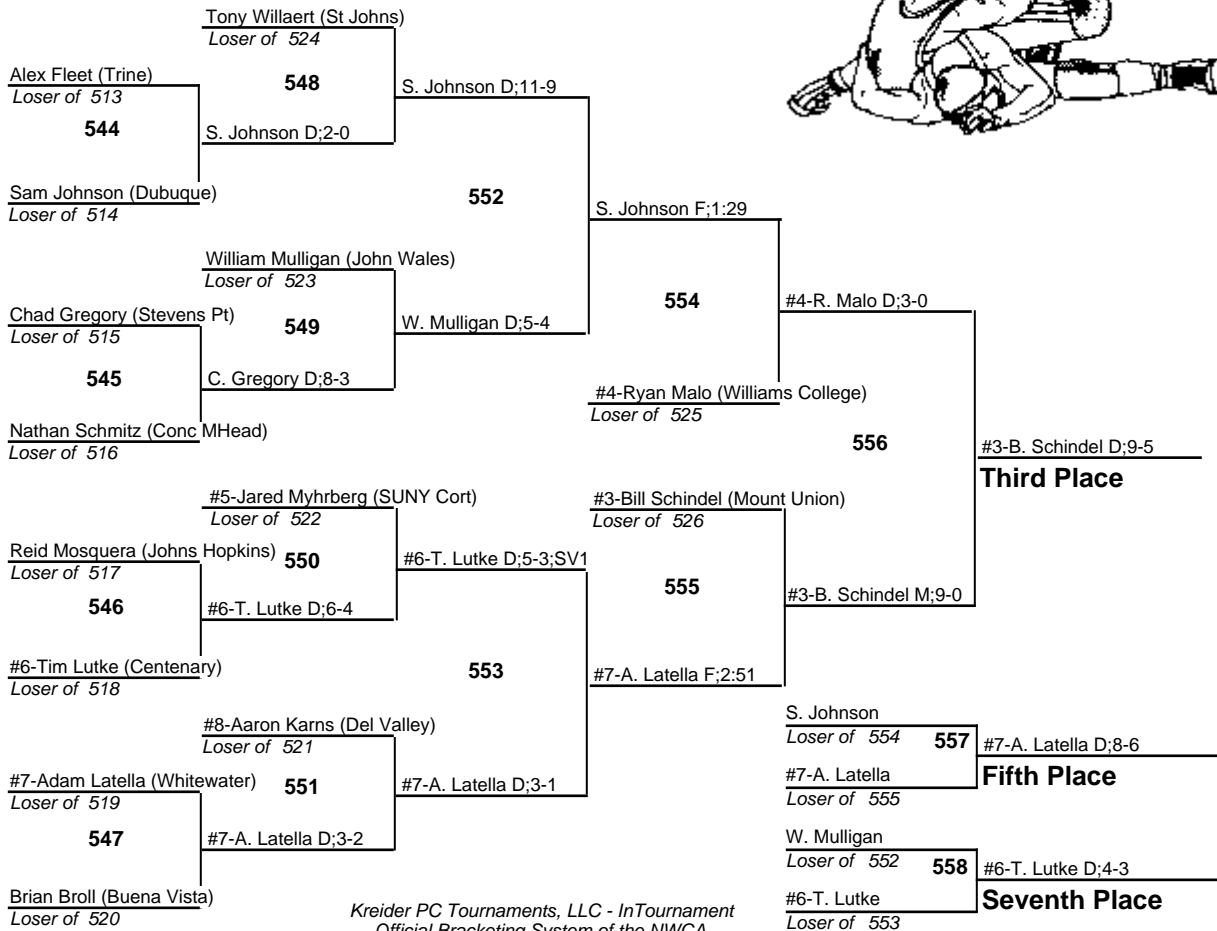 Tony Willaert (St Johns)
Loser of 524
548
Alex Fleet (Trine)
Loser of 513
544
S. Johnson D;11-9
S. Johnson D;2-0
Sam Johnson (Dubuque)
Loser of 514
552
S. Johnson F;1:29
William Mulligan (John Wales)
Loser of 523
Chad Gregory (Stevens Pt)
Loser of 515
549
W. Mulligan D;5-4
554
#4-R. Malo D;3-0
545
C. Gregory D;8-3
#4-Ryan Malo (Williams College)
Loser of 525
Nathan Schmitz (Conc MHead)
Loser of 516
556
#3-B. Schindel D;9-5
Third Place
#5-Jared Myhrberg (SUNY Cort)
Loser of 522
#3-Bill Schindel (Mount Union)
Loser of 526
Reid Mosquera (Johns Hopkins)
Loser of 517
550
#6-T. Lutke D;5-3;SV1
555
546
#6-T. Lutke D;6-4
#3-B. Schindel M;9-0
#6-Tim Lutke (Centenary)
Loser of 518
553
#7-A. Latella F;2:51
#8-Aaron Karns (Del Valley)
Loser of 521
S. Johnson
Loser of 554
557
#7-A. Latella D;8-6
Fifth Place
#7-Adam Latella (Whitewater)
Loser of 519
551
#7-A. Latella D;3-1
#7-A. Latella
Loser of 555
547
#7-A. Latella D;3-2
W. Mulligan
Loser of 552
558
#6-T. Lutke D;4-3
Seventh Place
Brian Broll (Buena Vista)
Loser of 520
#6-T. Lutke
Loser of 553
Kreider PC Tournaments, LLC - InTournament
Official Bracketing System of the NWCA